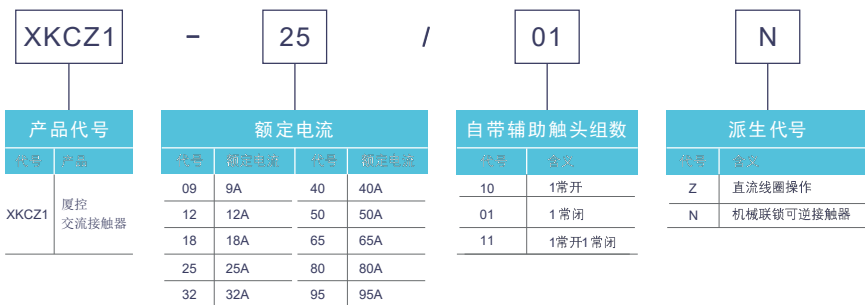 XKCZ1 - 25 / 01 N
产品代号
代号 产品
XKCZ1 厦控
交流接触器
额定电流
代号 额定电流 代号 额定电流
09 9A 40 40A
12 12A 50 50A
18 18A 65 65A
25 25A 80 80A
32 32A 95 95A
自带辅助触头组数
代号 含义
10 1常开
01 1常闭
11 1常开1常闭
派生代号
代号 含义
Z 直流线圈操作
N 机械联锁可逆接触器